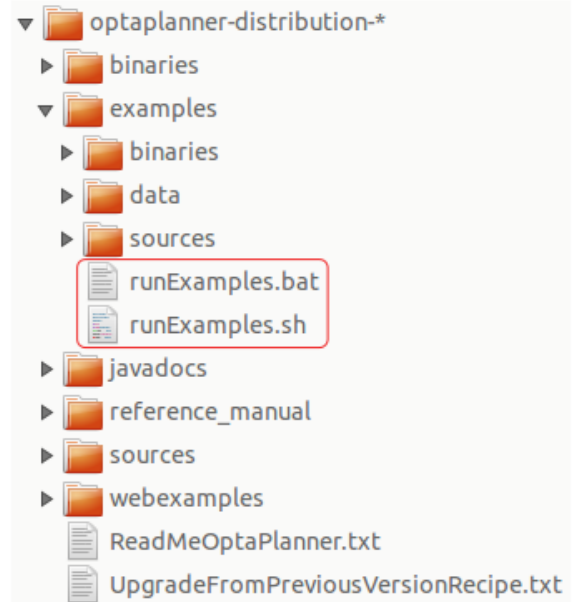 optaplanner-distribution-*
binaries
examples
binaries
data
sources
runExamples.bat
runExamples.sh
javadocs
reference_manual
sources
webexamples
ReadMeOptaPlanner.txt
UpgradeFromPreviousVersionRecipe.txt